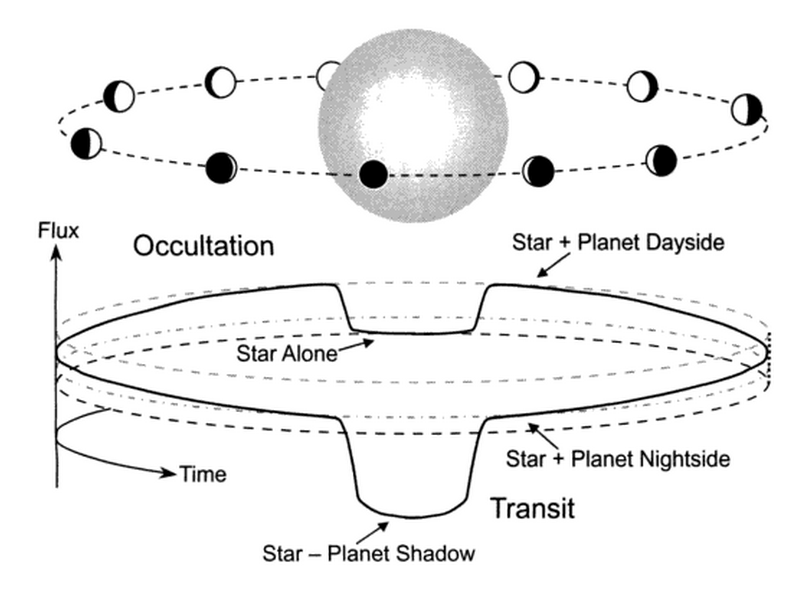 Flux
Occultation
Star + Planet Dayside
Star Alone
Star + Planet Nightside
Time
Transit
Star – Planet Shadow